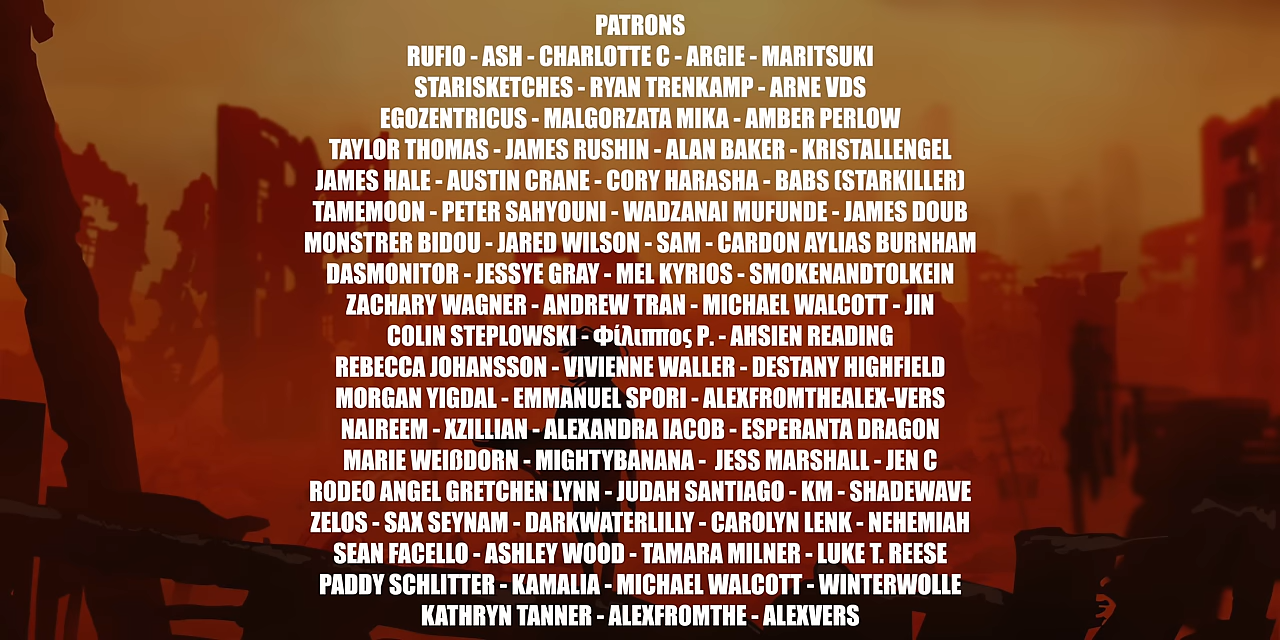 PATRONS
RUFIO - ASH - CHARLOTTE C - ARGIE - MARITSUKI
STARISKETCHES - RYAN TRENKAMP - ARNE VDS
EGOZENTRICUS - MALGORZATA MIKA - AMBER PERLOW
TAYLOR THOMAS - JAMES RUSHIN - ALAN BAKER - KRISTALLENGEL
JAMES HALE - AUSTIN CRANE - CORY HARASHA - BABS (STARKILLER)
TAMEMOON - PETER SAHYOUNI - WADZANAI MUFUNDE - JAMES DOUB
MONSTRER BIDOU - JARED WILSON - SAM - CARDON AYLIAS BURNHAM
DASMONITOR - JESSYE GRAY - MEL KYRIOS - SMOKENANDTOLKEIN
ZACHARY WAGNER - ANDREW TRAN - MICHAEL WALCOTT - JIN
COLIN STEPLOWSKI - Φίλιππος P. - AHSIEN READING
REBECCA JOHANSSON - VIVIENNE WALLER - DESTANY HIGHFIELD
MORGAN YIGDAL - EMMANUEL SPORI - ALEXFROMTHEALEX-VERS
NAIREEM - XZILLIAN - ALEXANDRA IACOB - ESPERANTA DRAGON
MARIE WEIßDORN - MIGHTYBANANA - JESS MARSHALL - JEN C
RODEO ANGEL GRETCHEN LYNN - JUDAH SANTIAGO - KM - SHADEWAVE
ZELOS - SAX SEYNAM - DARKWATERLILLY - CAROLYN LENK - NEHEMIAH
SEAN FACELLO - ASHLEY WOOD - TAMARA MILNER - LUKE T. REESE
PADDY SCHLITTER - KAMALIA - MICHAEL WALCOTT - WINTERWOLLE
KATHRYN TANNER - ALEXFROMTHE - ALEXVERS